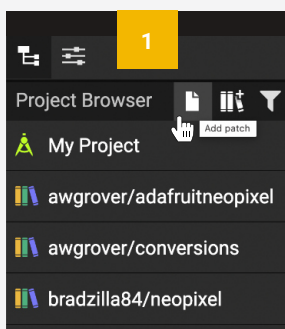 1
Project Browser
Add patch
My Project
awgrover/adafruitneopixel
awgrover/conversions
bradzilla84/neopixel